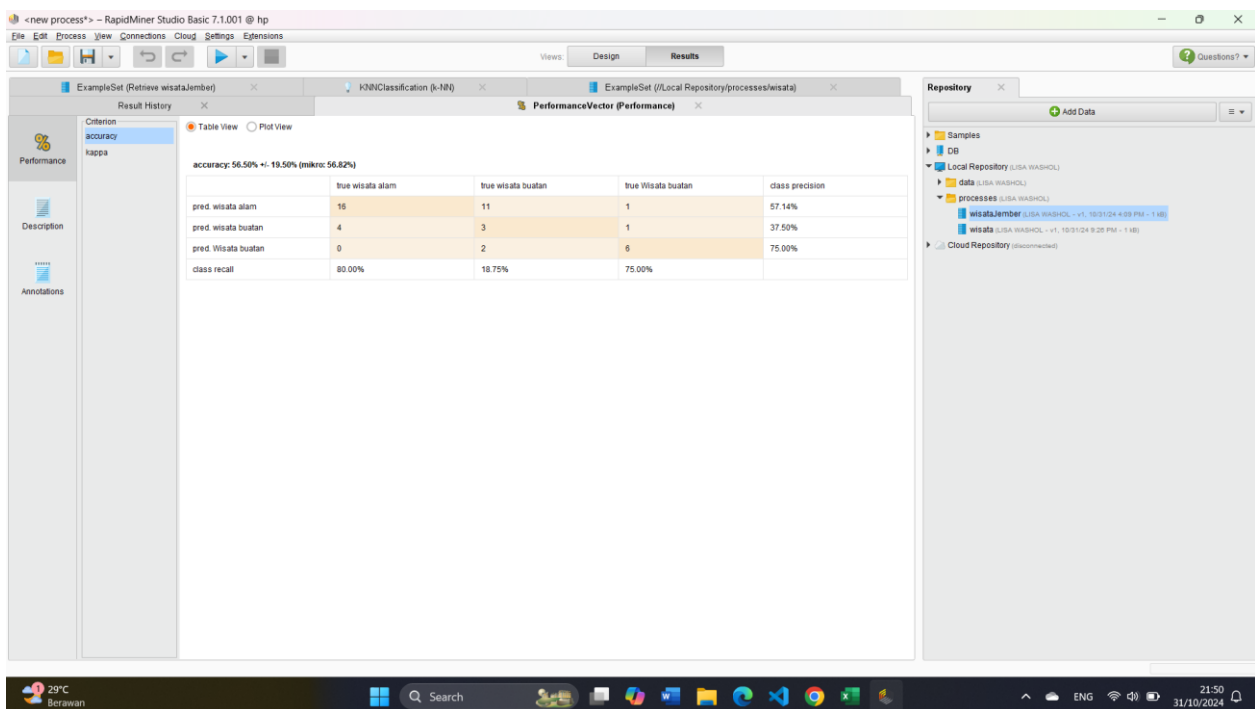 <new process*> – RapidMiner Studio Basic 7.1.001 @ hp
File Edit Process View Connections Cloud Settings Extensions
Views: Design Results
Questions?
ExampleSet (Retrieve wisataJember)
KNNClassification (k-NN)
ExampleSet (//Local Repository/processes/wisata)
Result History
PerformanceVector (Performance)
Performance
Description
Annotations
Criterion
accuracy
kappa
Table View Plot View
accuracy: 56.50% +/- 19.50% (mikro: 56.82%)
true wisata alam true wisata buatan true Wisata buatan class precision
pred. wisata alam 16 11 1 57.14%
pred. wisata buatan 4 3 1 37.50%
pred. Wisata buatan 0 2 6 75.00%
class recall 80.00% 18.75% 75.00%
Repository
Add Data
Samples
DB
Local Repository (LISA WASHOL)
data (LISA WASHOL)
processes (LISA WASHOL)
wisataJember (LISA WASHOL - v1, 10/31/24 4:09 PM - 1 kB)
wisata (LISA WASHOL - v1, 10/31/24 9:26 PM - 1 kB)
Cloud Repository (disconnected)
1
29°C
Berawan
Search
ENG
21:50
31/10/2024